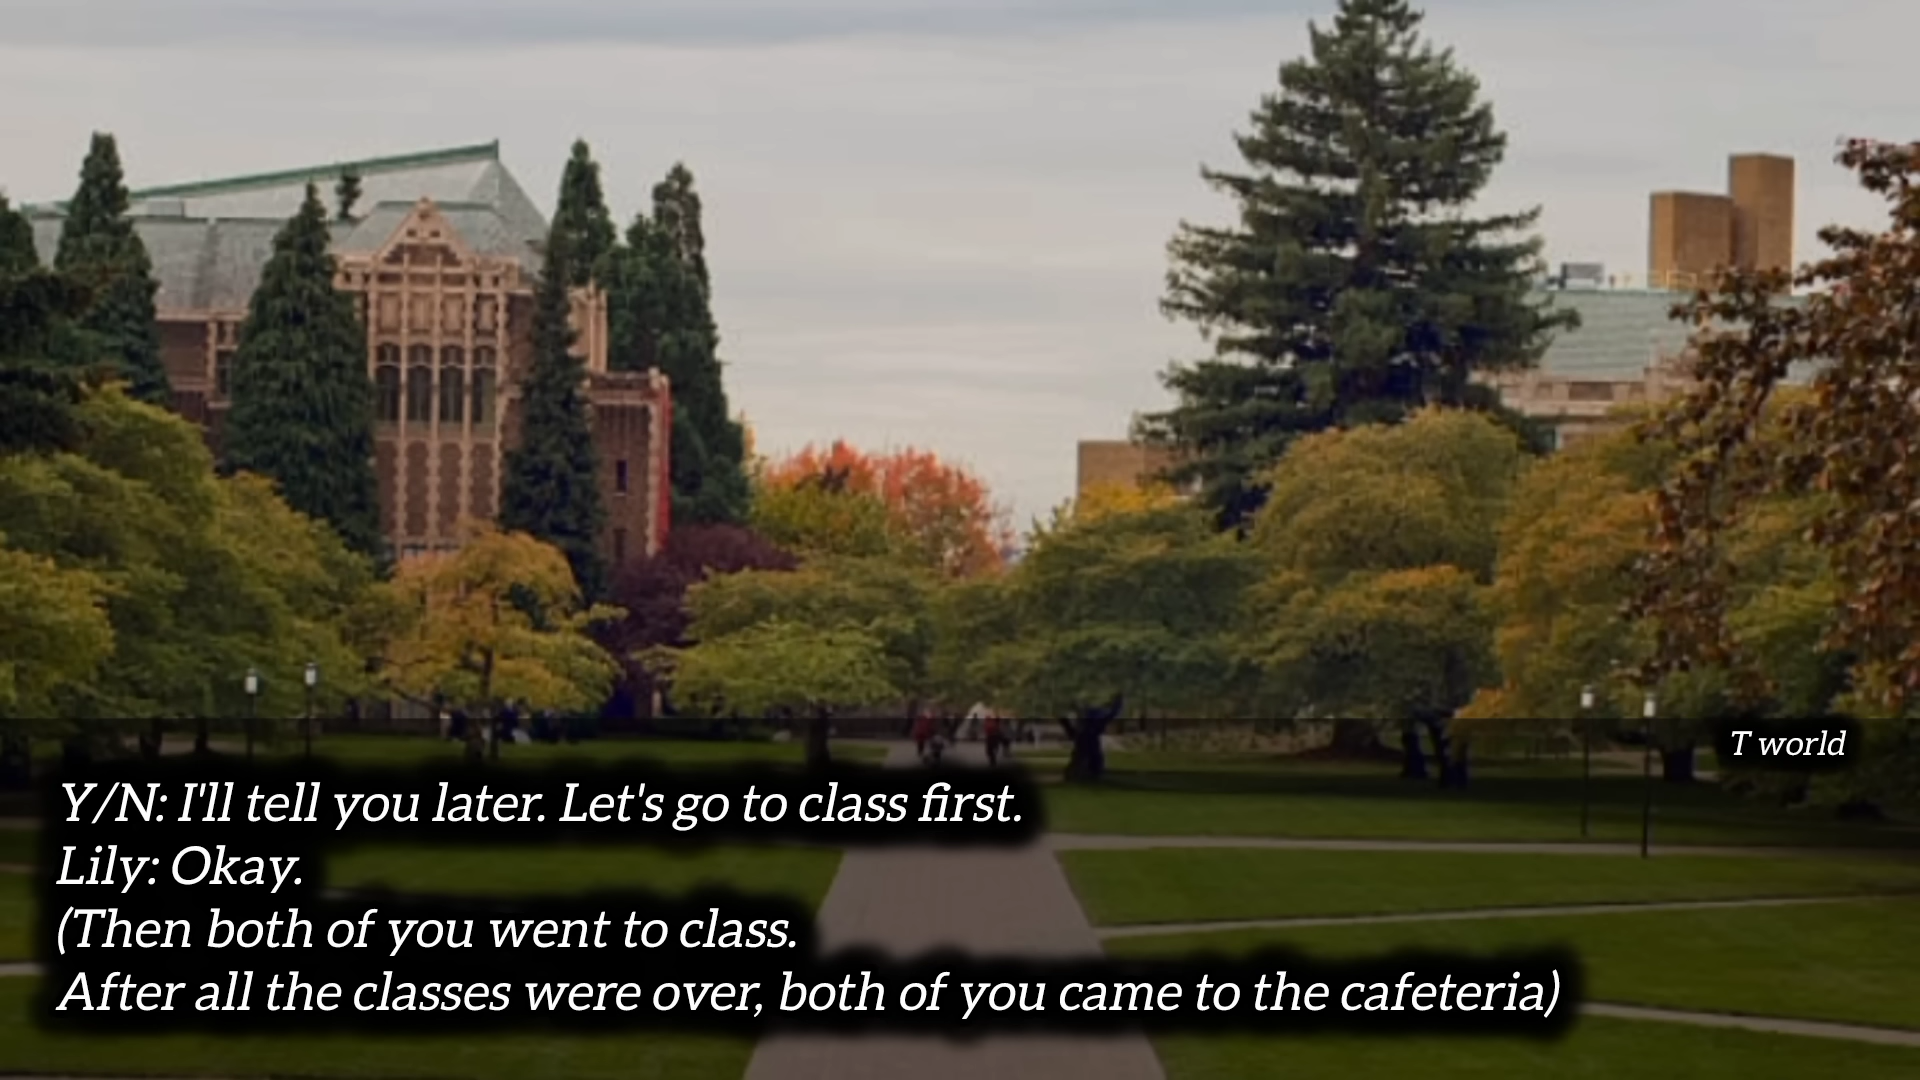 T world
Y/N: I'll tell you later. Let's go to class first.
Lily: Okay.
(Then both of you went to class.
After all the classes were over, both of you came to the cafeteria)